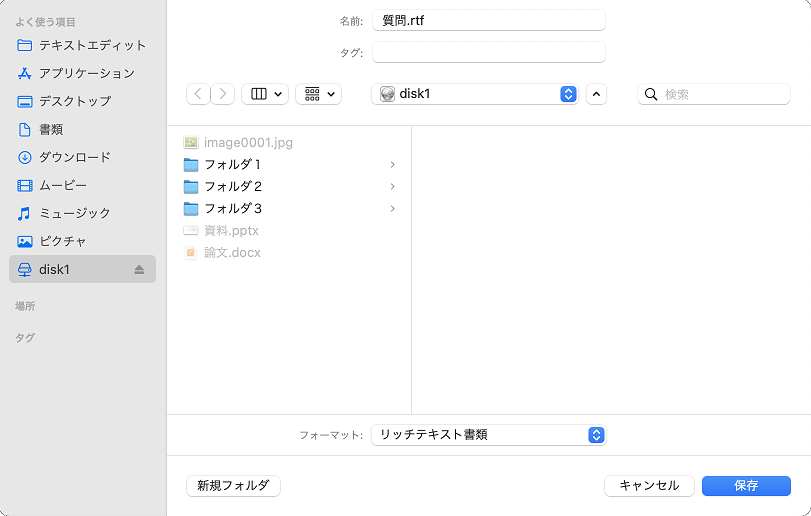 よく使う項目
テキストエディット
アプリケーション
デスクトップ
書類
ダウンロード
ムービー
ミュージック
ピクチャ
disk1
場所
タグ
名前: 質問.rtf
タグ:
disk1 検索
image0001.jpg
フォルダ１
フォルダ２
フォルダ３
資料.pptx
論文.docx
フォーマット: リッチテキスト書類
新規フォルダ キャンセル 保存